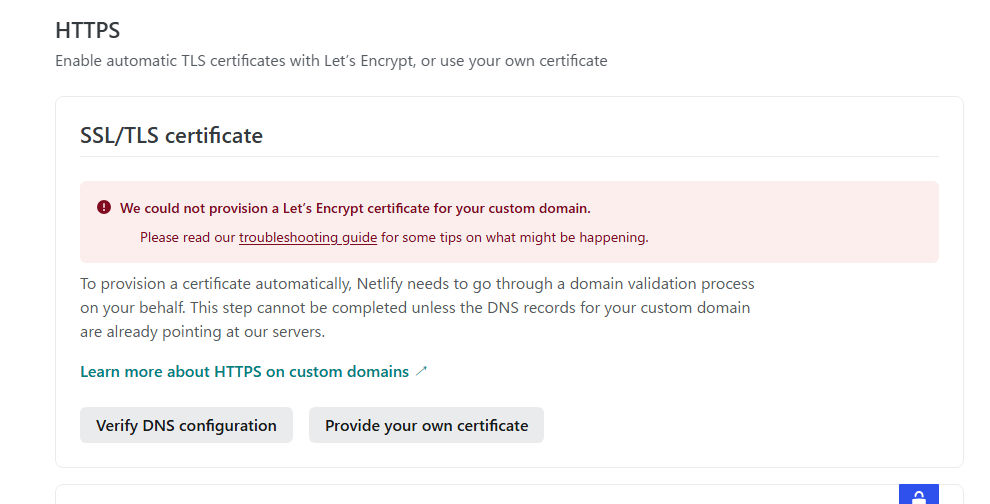 HTTPS
Enable automatic TLS certificates with Let’s Encrypt, or use your own certificate
SSL/TLS certificate
We could not provision a Let’s Encrypt certificate for your custom domain.
Please read our troubleshooting guide for some tips on what might be happening.
To provision a certificate automatically, Netlify needs to go through a domain validation process
on your behalf. This step cannot be completed unless the DNS records for your custom domain
are already pointing at our servers.
Learn more about HTTPS on custom domains ↗
Verify DNS configuration
Provide your own certificate